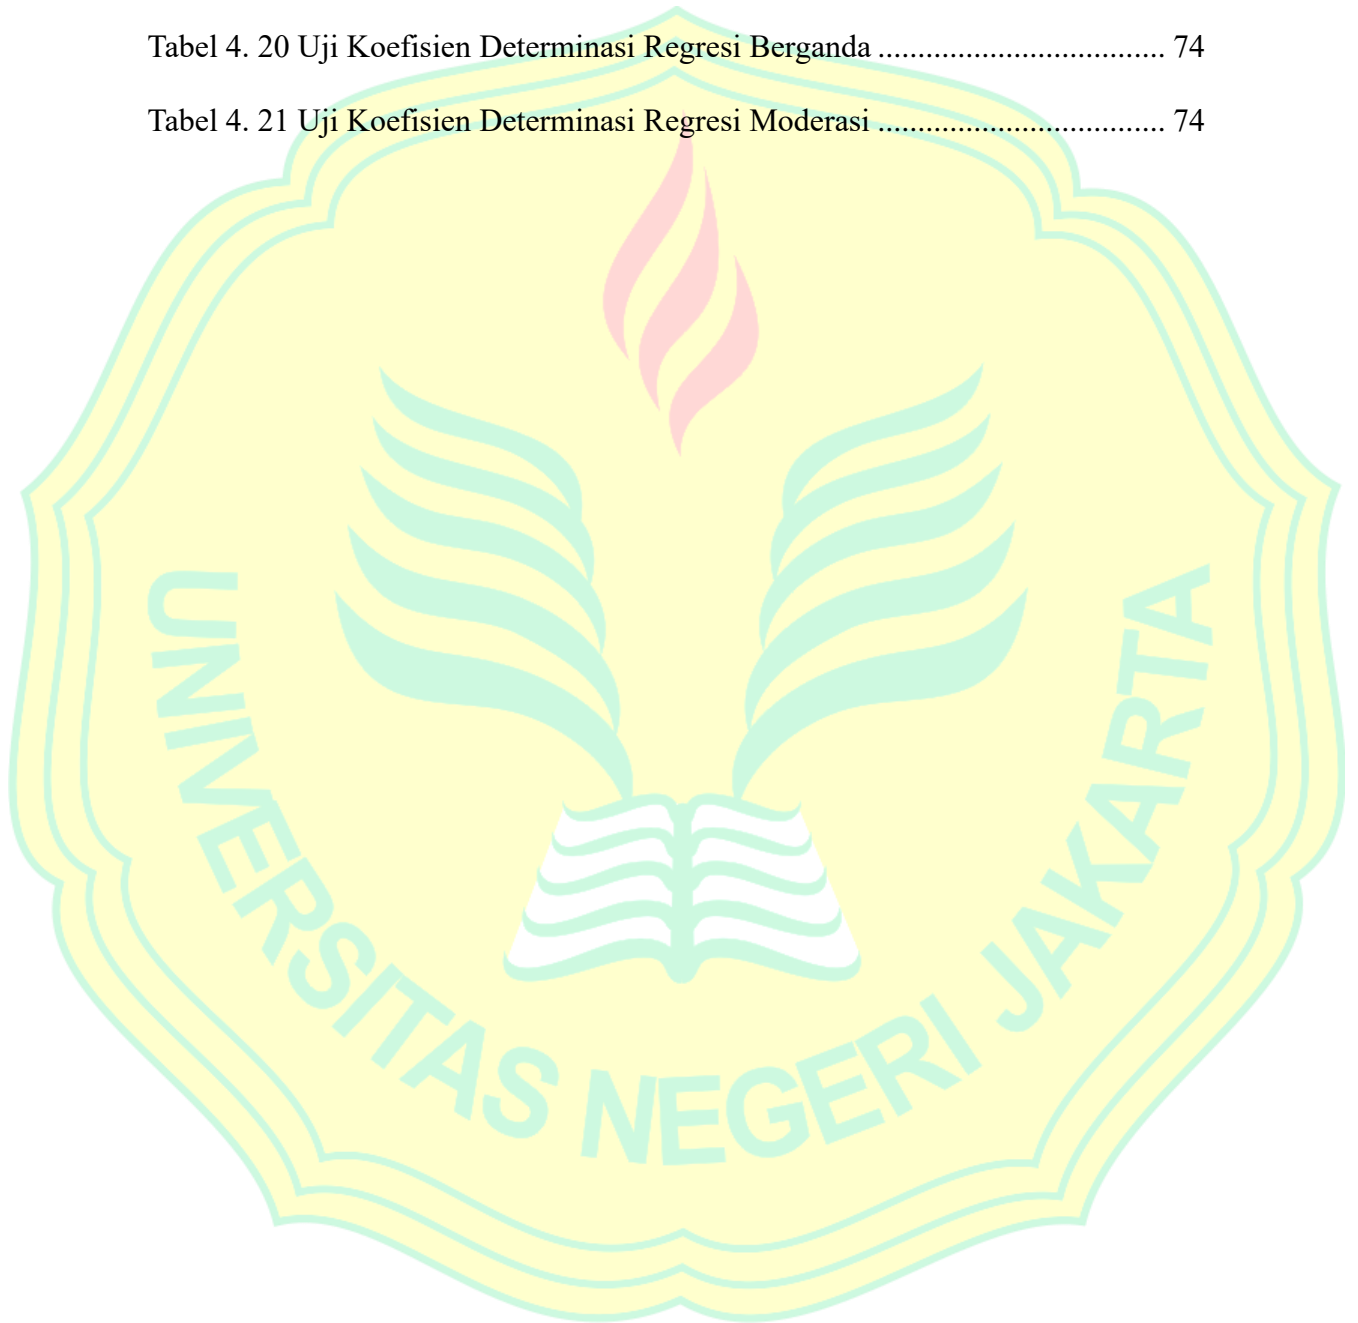 Tabel 4. 20 Uji Koefisien Determinasi Regresi Berganda ................................... 74
Tabel 4. 21 Uji Koefisien Determinasi Regresi Moderasi ................................... 74
UNIVERSITAS NEGERI JAKARTA